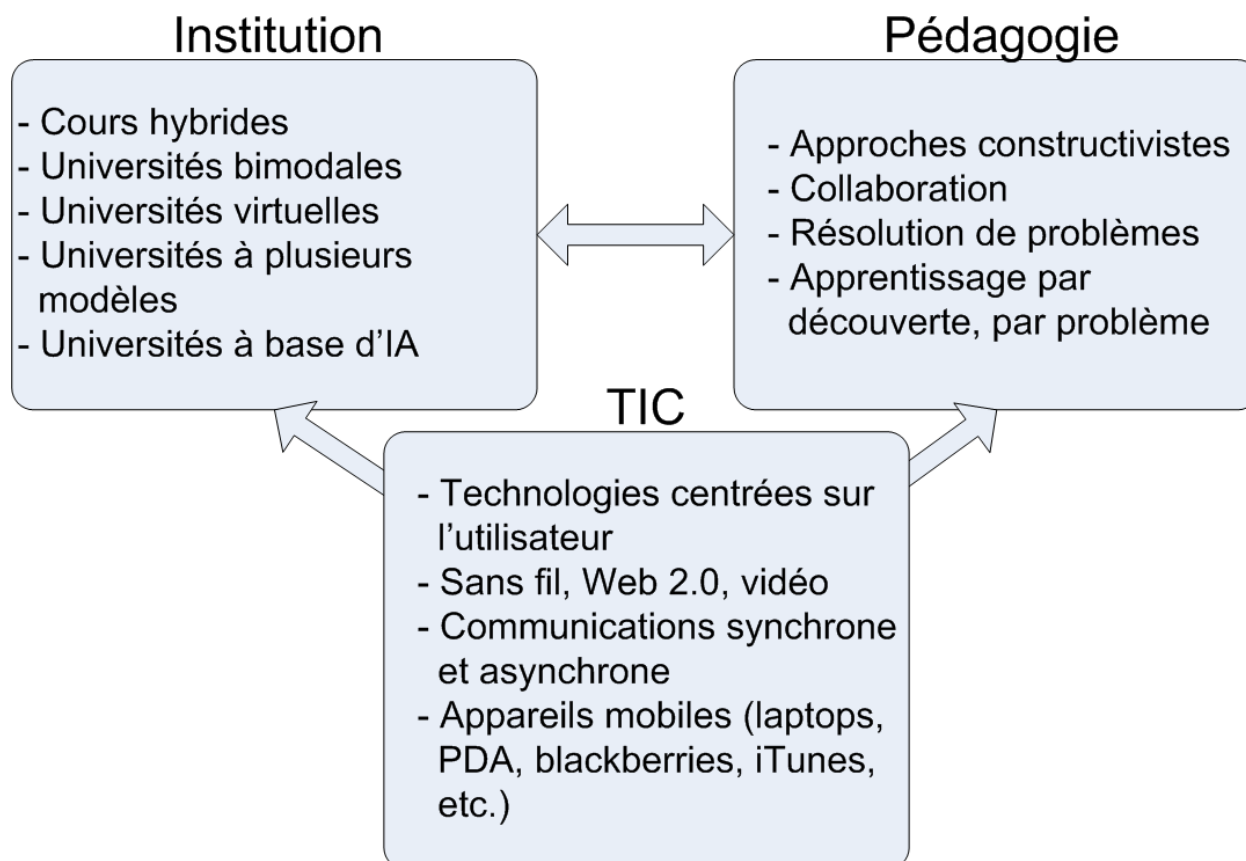 Institution
- Cours hybrides
- Universités bimodales
- Universités virtuelles
- Universités à plusieurs
modèles
- Universités à base d'IA
Pédagogie
- Approches constructivistes
- Collaboration
- Résolution de problèmes
- Apprentissage par
découverte, par problème
TIC
- Technologies centrées sur
l'utilisateur
- Sans fil, Web 2.0, vidéo
- Communications synchrone
et asynchrone
- Appareils mobiles (laptops,
PDA, blackberries, iTunes,
etc.)